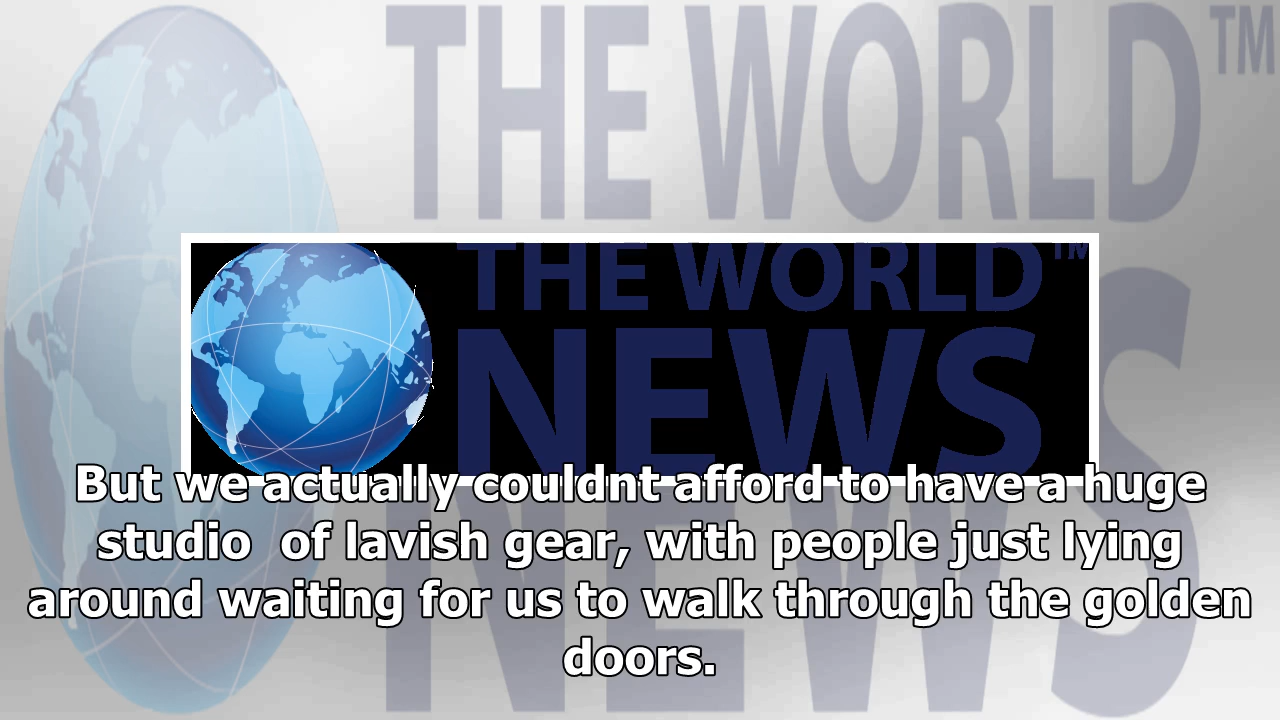 THE WORLD™
THE WORLD™
NEWS
NEWS
But we actually couldnt afford to have a huge
studio  of lavish gear, with people just lying
around waiting for us to walk through the golden
doors.